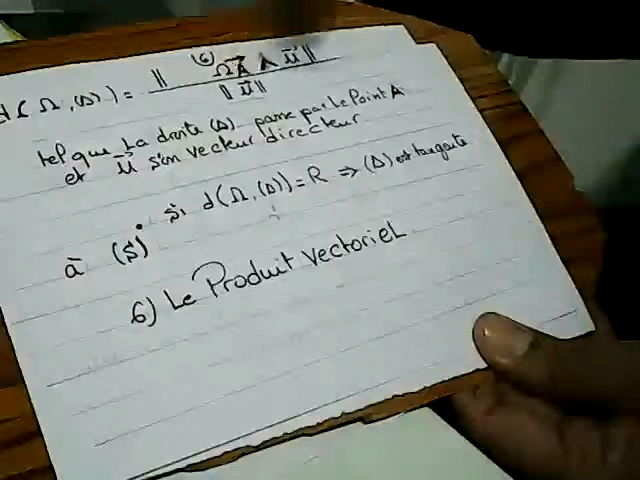 (6)
d(Ω,(Δ)) = ‖ΩA ∧ u‖ / ‖u‖
tel que La droite (Δ) passe par le Point A
et u son vecteur directeur
• si d(Ω,(Δ)) = R ⇒ (Δ) est tangente
à (S)
6) Le Produit Vectoriel